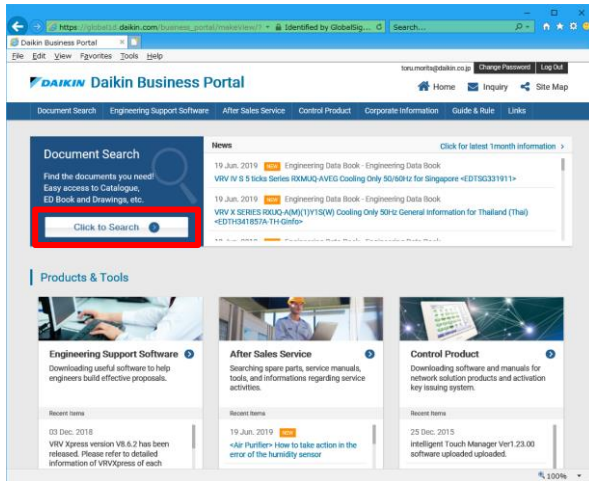 https://global1d.daikin.com/business_portal/makeview/?
Identified by GlobalSig...
Search...
Daikin Business Portal
File Edit View Favorites Tools Help
toru.morita@daikin.co.jp Change Password Log Out
DAIKIN Daikin Business Portal
Home Inquiry Site Map
Document Search Engineering Support Software After Sales Service Control Product Corporate Information Guide & Rule Links
Document Search
Find the documents you need!
Easy access to Catalogue,
ED Book and Drawings, etc.
Click to Search
News Click for latest 1month information
19 Jun. 2019 NEW Engineering Data Book - Engineering Data Book
VRV IV S 5 ticks Series RXMUQ-AVEG Cooling Only 50/60Hz for Singapore <EDTSG331911>
19 Jun. 2019 NEW Engineering Data Book - Engineering Data Book
VRV X SERIES RXUQ-A(M)(1)Y1S(W) Cooling Only 50Hz General Information for Thailand (Thai)
<EDTH341857A-TH-Ginfo>
Products & Tools
Engineering Support Software
Downloading useful software to help
engineers build effective proposals.
Recent Items
03 Dec. 2018
VRV Xpress version V8.6.2 has been
released. Please refer to detailed
information of VRVXpress of each
After Sales Service
Searching spare parts, service manuals,
tools, and informations regarding service
activities.
Recent Items
19 Jun. 2019 NEW
<Air Purifier> How to take action in the
error of the humidity sensor
Control Product
Downloading software and manuals for
network solution products and activation
key issuing system.
Recent Items
25 Dec. 2015
intelligent Touch Manager Ver1.23.00
software uploaded uploaded.
100%